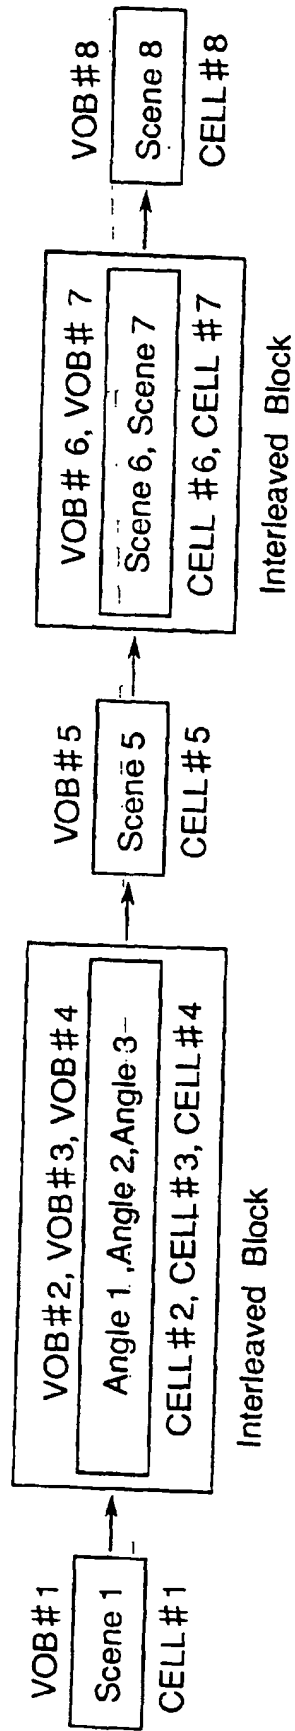 VOB#1
Scene 1
CELL#1
VOB#2, VOB#3, VOB#4
Angle 1, Angle 2, Angle 3
CELL#2, CELL#3, CELL#4
Interleaved Block
VOB#5
Scene 5
CELL#5
VOB# 6, VOB# 7
Scene 6, Scene 7
CELL #6, CELL #7
Interleaved Block
VOB#8
Scene 8
CELL#8